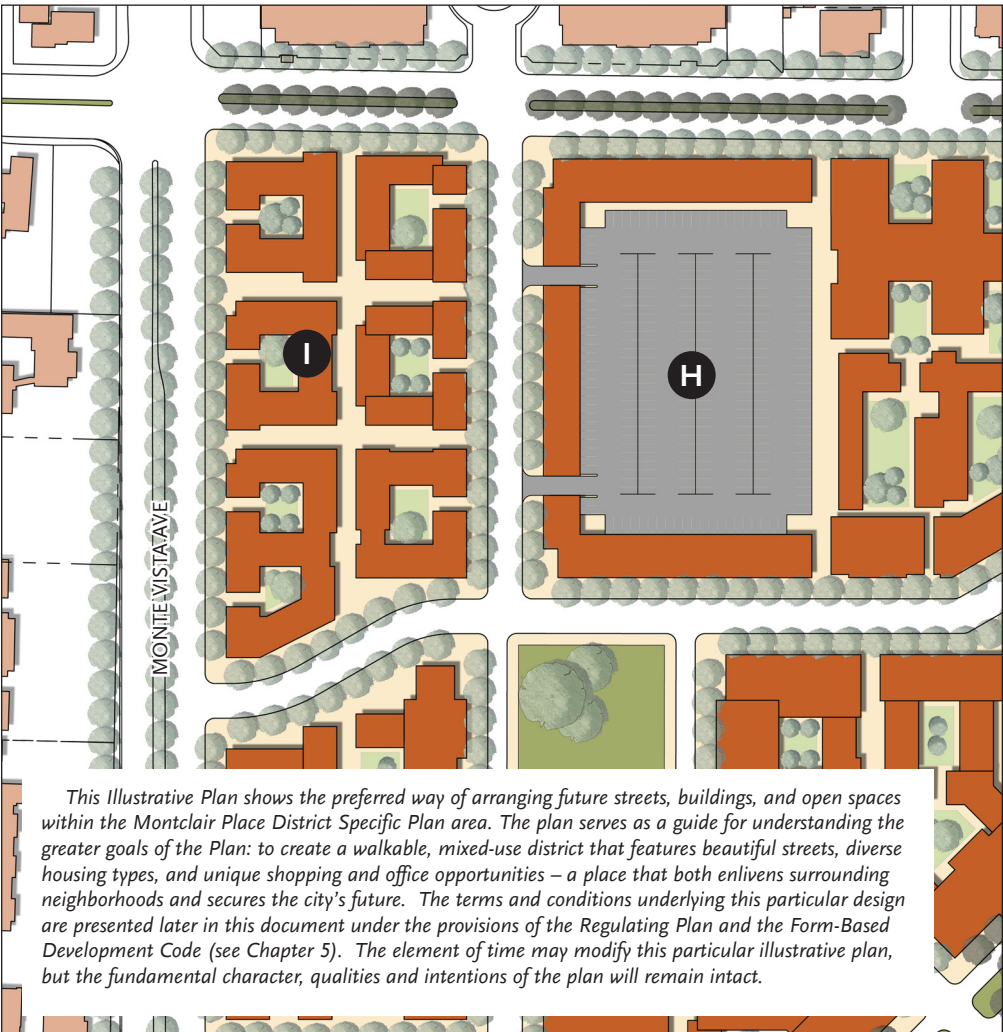 I
H
MONTE VISTA AVE
This Illustrative Plan shows the preferred way of arranging future streets, buildings, and open spaces
within the Montclair Place District Specific Plan area. The plan serves as a guide for understanding the
greater goals of the Plan: to create a walkable, mixed-use district that features beautiful streets, diverse
housing types, and unique shopping and office opportunities – a place that both enlivens surrounding
neighborhoods and secures the city's future. The terms and conditions underlying this particular design
are presented later in this document under the provisions of the Regulating Plan and the Form-Based
Development Code (see Chapter 5). The element of time may modify this particular illustrative plan,
but the fundamental character, qualities and intentions of the plan will remain intact.